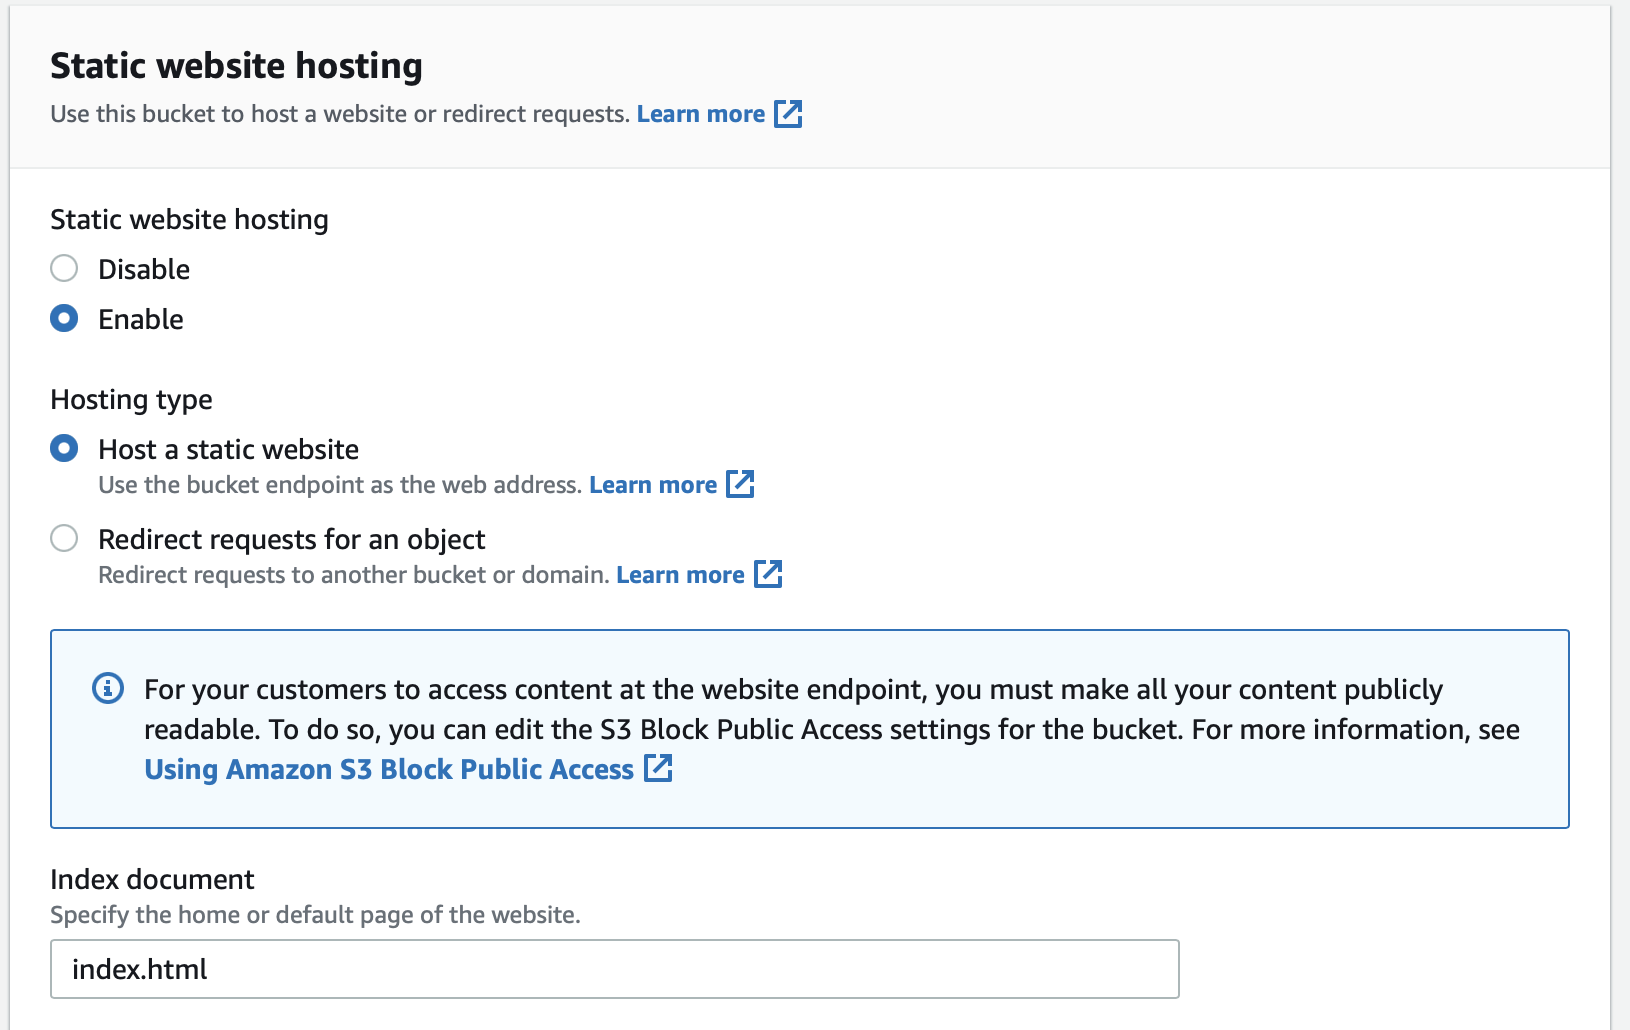 Static website hosting
Use this bucket to host a website or redirect requests. Learn more
Static website hosting
Disable
Enable
Hosting type
Host a static website
Use the bucket endpoint as the web address. Learn more
Redirect requests for an object
Redirect requests to another bucket or domain. Learn more
For your customers to access content at the website endpoint, you must make all your content publicly
readable. To do so, you can edit the S3 Block Public Access settings for the bucket. For more information, see
Using Amazon S3 Block Public Access
Index document
Specify the home or default page of the website.
index.html